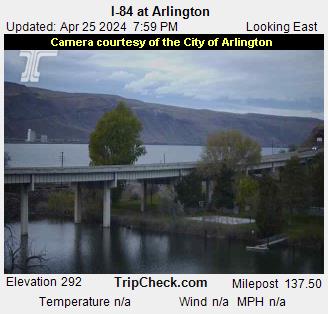 I-84 at Arlington
Updated: Apr 25 2024 7:59 PM Looking East
Camera courtesy of the City of Arlington
Elevation 292 TripCheck.com Milepost 137.50
Temperature n/a Wind n/a MPH n/a